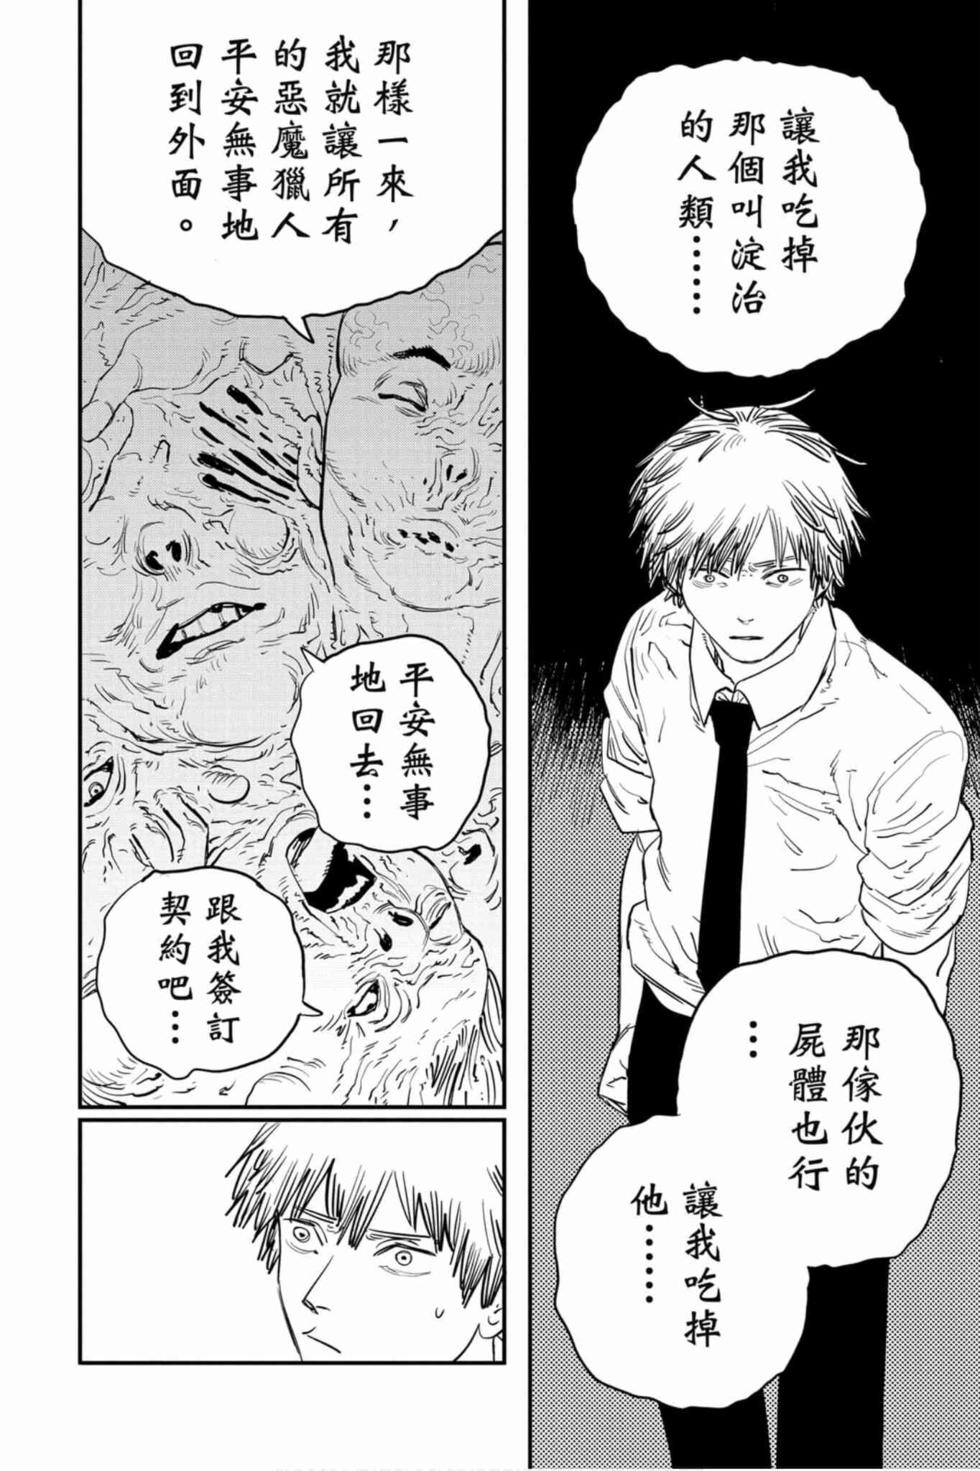 讓我吃掉
那個叫淀治
的人類⋯⋯
那傢伙的
屍體也行
⋯
讓我吃掉
他⋯⋯
那樣一來，
我就讓所有
的惡魔獵人
平安無事地
回到外面。
平安無事
地回去⋯
跟我簽訂
契約吧⋯